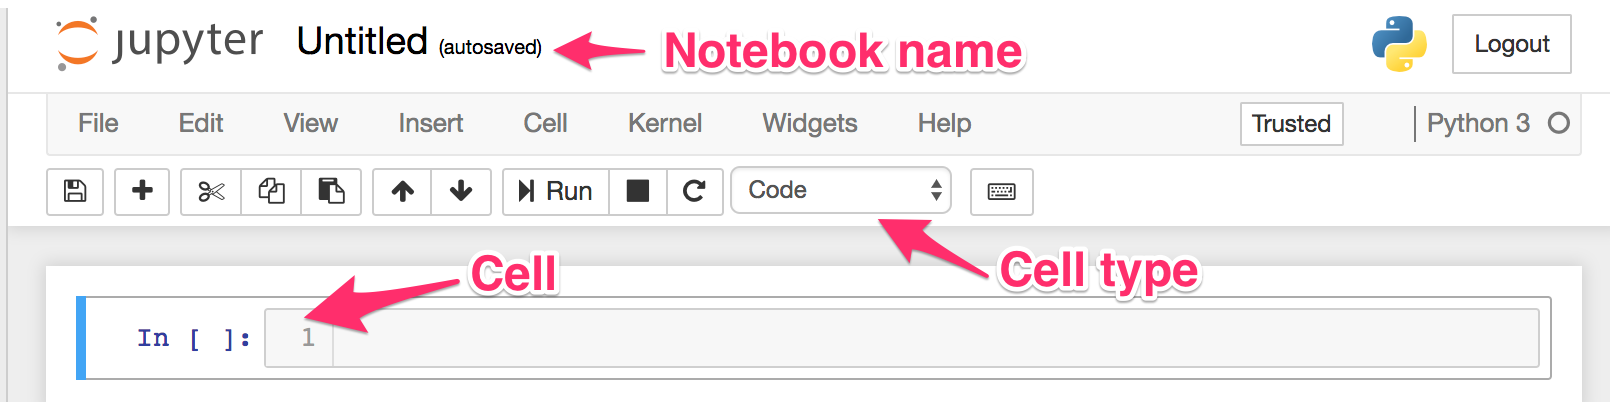 jupyter Untitled (autosaved) Notebook name Logout
File Edit View Insert Cell Kernel Widgets Help Trusted Python 3
Run Code
Cell Cell type
In [ ]: 1